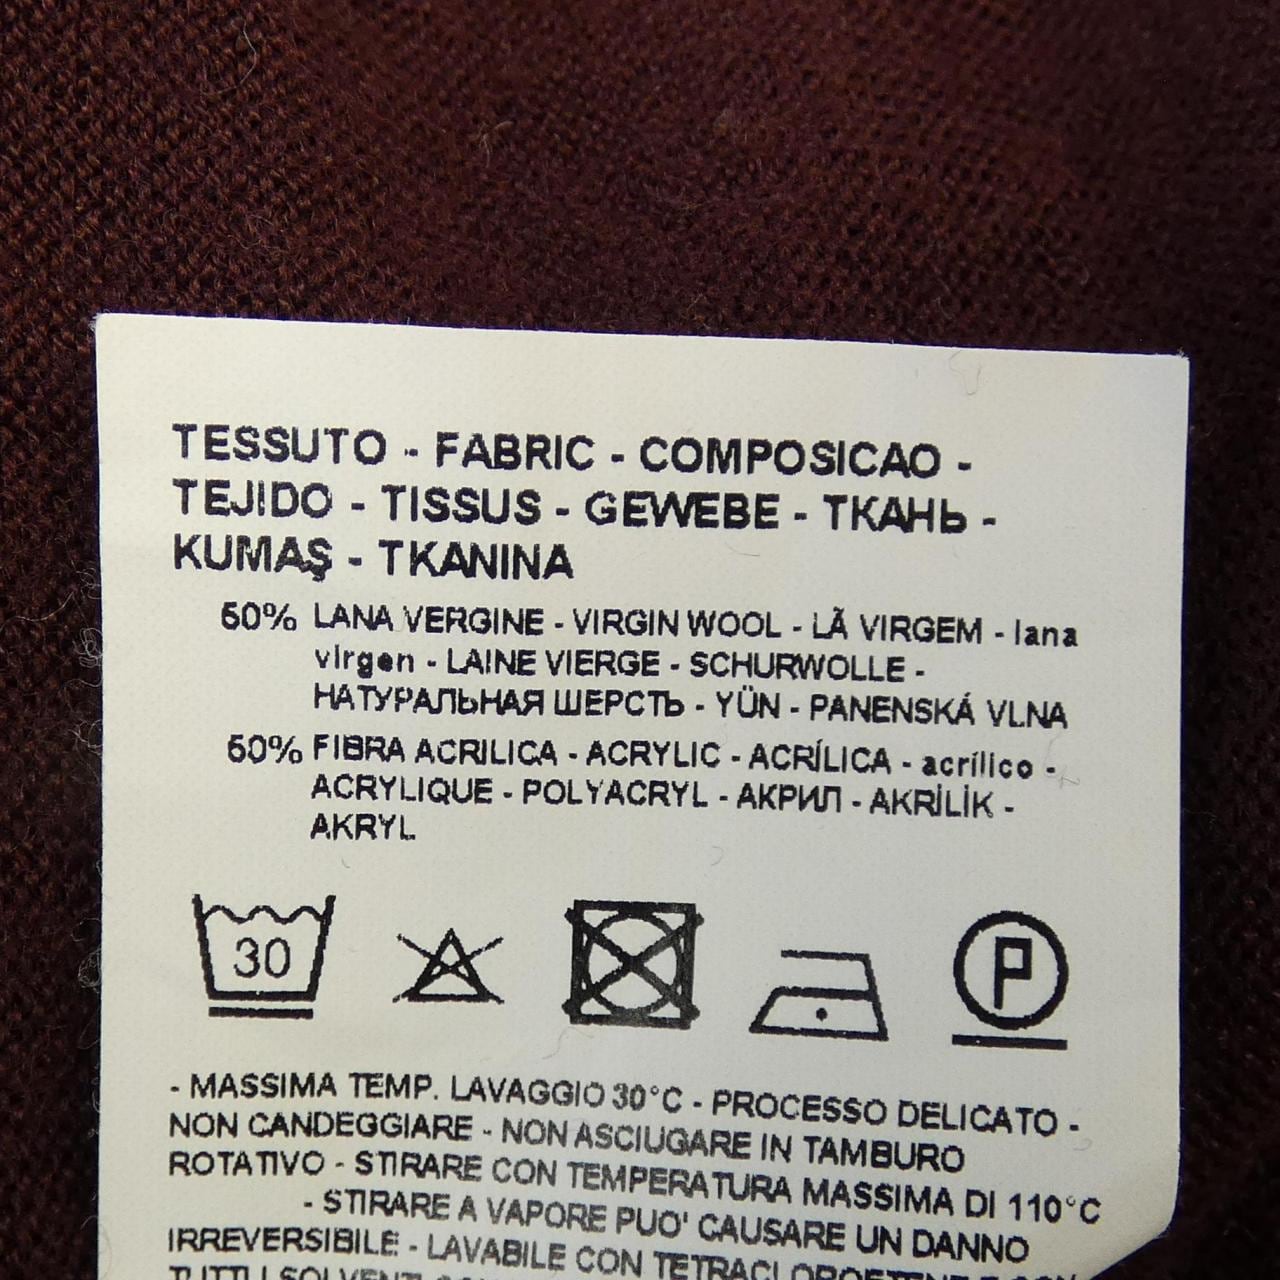 TESSUTO - FABRIC - COMPOSICAO -
TEJIDO - TISSUS - GEWEBE - ТКАНЬ -
KUMAŞ - TKANINA
50% LANA VERGINE - VIRGIN WOOL - LÃ VIRGEM - lana
virgen - LAINE VIERGE - SCHURWOLLE -
НАТУРАЛЬНАЯ ШЕРСТЬ - YÜN - PANENSKÁ VLNA
50% FIBRA ACRILICA - ACRYLIC - ACRÍLICA - acrílico -
ACRYLIQUE - POLYACRYL - АКРИЛ - AKRİLİK -
AKRYL
30
P
- MASSIMA TEMP. LAVAGGIO 30°C - PROCESSO DELICATO -
NON CANDEGGIARE - NON ASCIUGARE IN TAMBURO
ROTATIVO - STIRARE CON TEMPERATURA MASSIMA DI 110°C
- STIRARE A VAPORE PUO' CAUSARE UN DANNO
IRREVERSIBILE - LAVABILE CON TETRACLOROETENE E CON
TUTTI I SOLVENTI